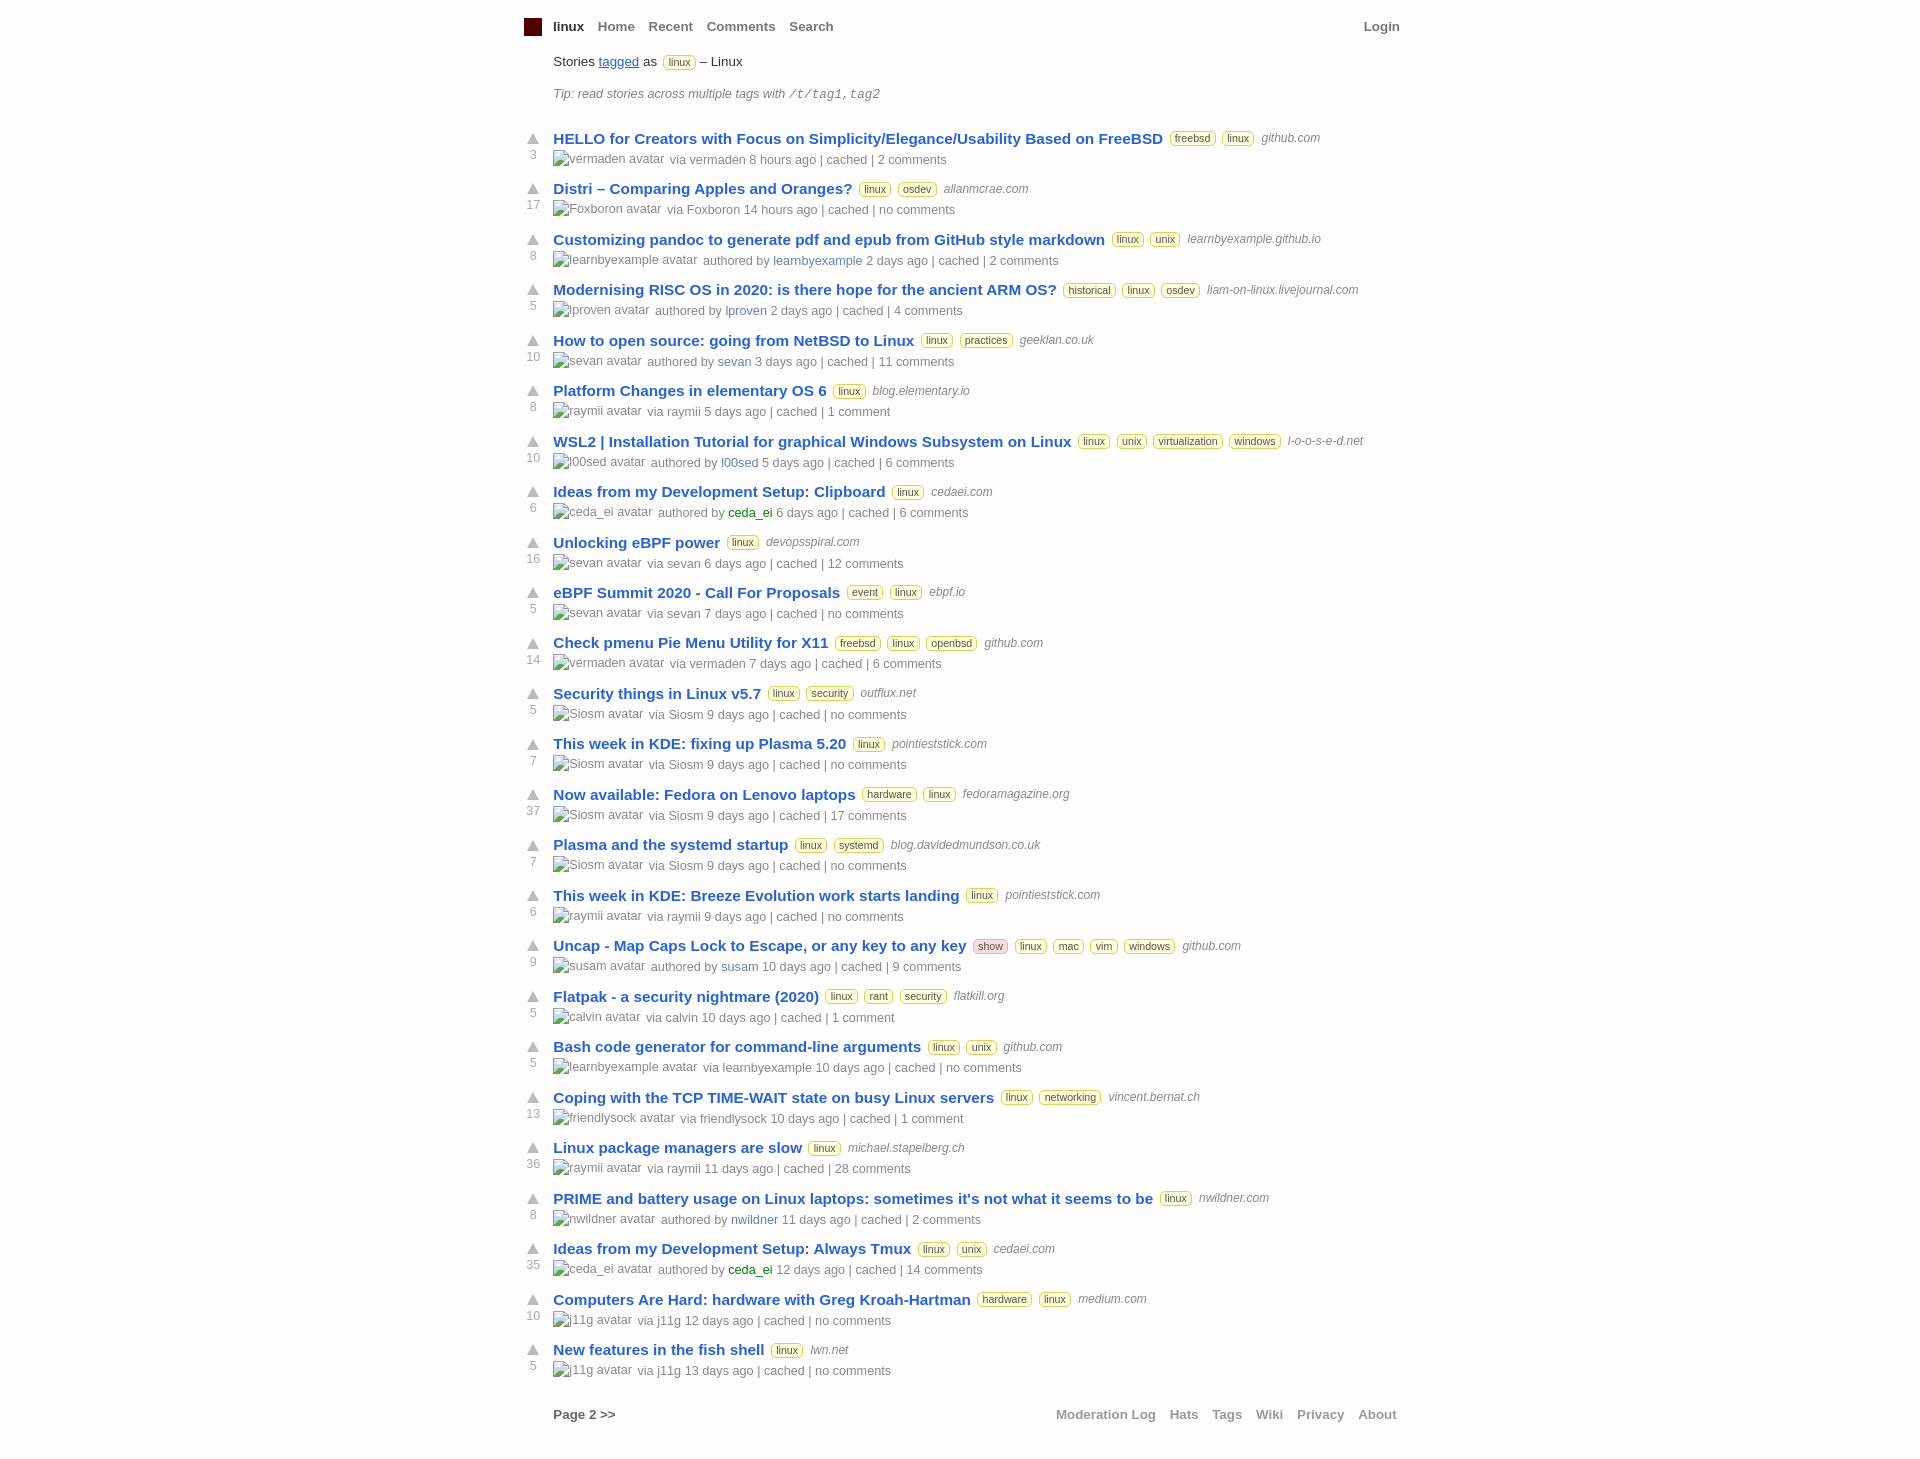 linux Home Recent Comments Search Login
Stories tagged as linux – Linux
Tip: read stories across multiple tags with /t/tag1,tag2
HELLO for Creators with Focus on Simplicity/Elegance/Usability Based on FreeBSD freebsd linux github.com
3 vermaden avatar via vermaden 8 hours ago | cached | 2 comments
Distri – Comparing Apples and Oranges? linux osdev allanmcrae.com
17 Foxboron avatar via Foxboron 14 hours ago | cached | no comments
Customizing pandoc to generate pdf and epub from GitHub style markdown linux unix learnbyexample.github.io
8 learnbyexample avatar authored by learnbyexample 2 days ago | cached | 2 comments
Modernising RISC OS in 2020: is there hope for the ancient ARM OS? historical linux osdev liam-on-linux.livejournal.com
5 lproven avatar authored by lproven 2 days ago | cached | 4 comments
How to open source: going from NetBSD to Linux linux practices geeklan.co.uk
10 sevan avatar authored by sevan 3 days ago | cached | 11 comments
Platform Changes in elementary OS 6 linux blog.elementary.io
8 raymii avatar via raymii 5 days ago | cached | 1 comment
WSL2 | Installation Tutorial for graphical Windows Subsystem on Linux linux unix virtualization windows l-o-o-s-e-d.net
10 l00sed avatar authored by l00sed 5 days ago | cached | 6 comments
Ideas from my Development Setup: Clipboard linux cedaei.com
6 ceda_ei avatar authored by ceda_ei 6 days ago | cached | 6 comments
Unlocking eBPF power linux devopsspiral.com
16 sevan avatar via sevan 6 days ago | cached | 12 comments
eBPF Summit 2020 - Call For Proposals event linux ebpf.io
5 sevan avatar via sevan 7 days ago | cached | no comments
Check pmenu Pie Menu Utility for X11 freebsd linux openbsd github.com
14 vermaden avatar via vermaden 7 days ago | cached | 6 comments
Security things in Linux v5.7 linux security outflux.net
5 Siosm avatar via Siosm 9 days ago | cached | no comments
This week in KDE: fixing up Plasma 5.20 linux pointieststick.com
7 Siosm avatar via Siosm 9 days ago | cached | no comments
Now available: Fedora on Lenovo laptops hardware linux fedoramagazine.org
37 Siosm avatar via Siosm 9 days ago | cached | 17 comments
Plasma and the systemd startup linux systemd blog.davidedmundson.co.uk
7 Siosm avatar via Siosm 9 days ago | cached | no comments
This week in KDE: Breeze Evolution work starts landing linux pointieststick.com
6 raymii avatar via raymii 9 days ago | cached | no comments
Uncap - Map Caps Lock to Escape, or any key to any key show linux mac vim windows github.com
9 susam avatar authored by susam 10 days ago | cached | 9 comments
Flatpak - a security nightmare (2020) linux rant security flatkill.org
5 calvin avatar via calvin 10 days ago | cached | 1 comment
Bash code generator for command-line arguments linux unix github.com
5 learnbyexample avatar via learnbyexample 10 days ago | cached | no comments
Coping with the TCP TIME-WAIT state on busy Linux servers linux networking vincent.bernat.ch
13 friendlysock avatar via friendlysock 10 days ago | cached | 1 comment
Linux package managers are slow linux michael.stapelberg.ch
36 raymii avatar via raymii 11 days ago | cached | 28 comments
PRIME and battery usage on Linux laptops: sometimes it's not what it seems to be linux nwildner.com
8 nwildner avatar authored by nwildner 11 days ago | cached | 2 comments
Ideas from my Development Setup: Always Tmux linux unix cedaei.com
35 ceda_ei avatar authored by ceda_ei 12 days ago | cached | 14 comments
Computers Are Hard: hardware with Greg Kroah-Hartman hardware linux medium.com
10 j11g avatar via j11g 12 days ago | cached | no comments
New features in the fish shell linux lwn.net
5 j11g avatar via j11g 13 days ago | cached | no comments
Page 2 >> Moderation Log Hats Tags Wiki Privacy About